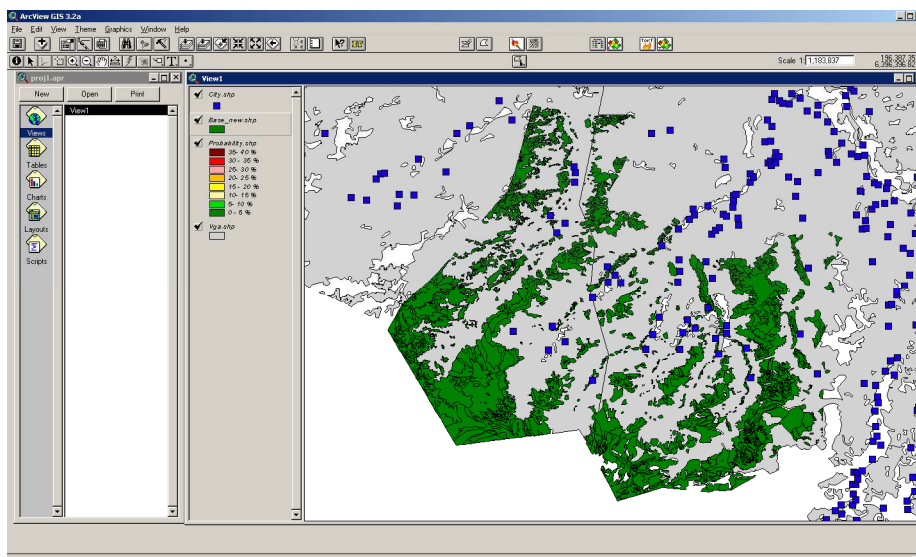 ArcView GIS 3.2a
File Edit View Theme Graphics Window Help
Scale 1: 1,183,837
proj1.apr
New Open Print
Views
Tables
Charts
Layouts
Scripts
View1
View1
City.shp
Base_new.shp
Probability.shp
35- 40 %
30 - 35 %
25- 30 %
20- 25 %
15 - 20 %
10- 15 %
5- 10 %
0 - 5 %
Vga.shp